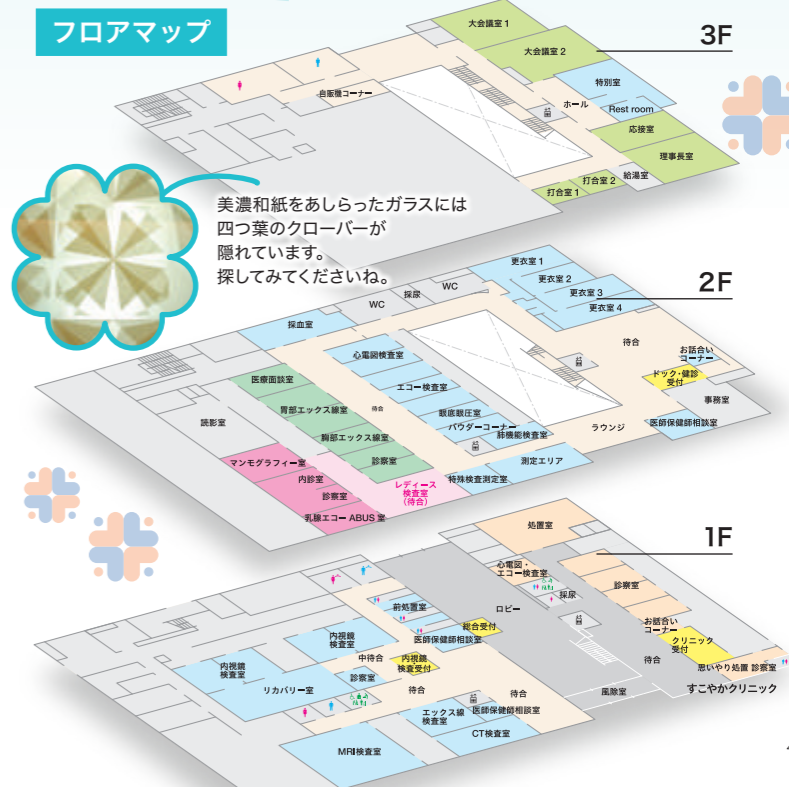 フロアマップ
3F
大会議室 1
大会議室 2
特別室
ホール
Rest room
自販機コーナー
応接室
理事長室
給湯室
打合室 2
打合室 1
美濃和紙をあしらったガラスには
四つ葉のクローバーが
隠れています。
探してみてくださいね。
2F
更衣室 1
更衣室 2
更衣室 3
更衣室 4
WC
採尿
WC
採血室
待合
お話合い
コーナー
ドック・健診
受付
事務室
医師保健師相談室
心電図検査室
エコー検査室
眼底眼圧室
パウダーコーナー
肺機能検査室
ラウンジ
測定エリア
特殊検査測定室
医療面談室
胃部エックス線室
待合
胸部エックス線室
診察室
読影室
マンモグラフィー室
内診室
診察室
乳腺エコー ABUS 室
レディース
検査室
(待合)
1F
処置室
心電図・
エコー検査室
採尿
診察室
ロビー
お話合い
コーナー
クリニック
受付
待合
思いやり処置 診察室
すこやかクリニック
風除室
前処置室
総合受付
医師保健師相談室
内視鏡
検査室
中待合
内視鏡
検査受付
内視鏡
検査室
診察室
リカバリー室
待合
待合
エックス線
検査室
医師保健師相談室
CT検査室
MRI検査室